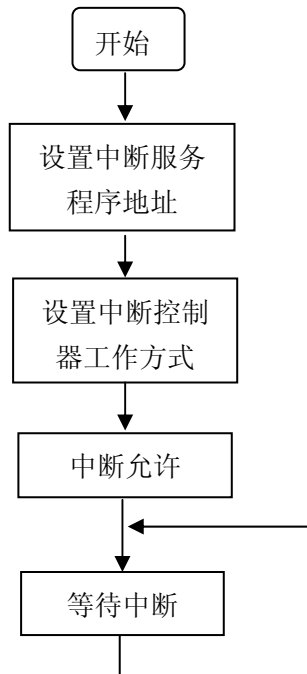 开始
设置中断服务
程序地址
设置中断控制
器工作方式
中断允许
等待中断